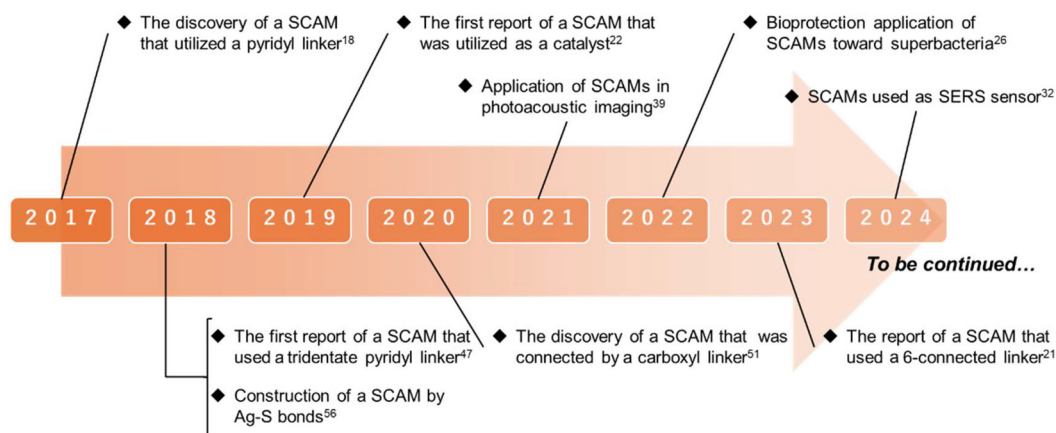 ◆ The discovery of a SCAM
that utilized a pyridyl linker18
◆ The first report of a SCAM that
was utilized as a catalyst22
◆ Bioprotection application of
SCAMs toward superbacteria26
◆ Application of SCAMs in
photoacoustic imaging39
◆ SCAMs used as SERS sensor32
2017
2018
2019
2020
2021
2022
2023
2024
To be continued...
◆ The first report of a SCAM that
used a tridentate pyridyl linker47
◆ Construction of a SCAM by
Ag-S bonds56
◆ The discovery of a SCAM that was
connected by a carboxyl linker51
◆ The report of a SCAM that
used a 6-connected linker21